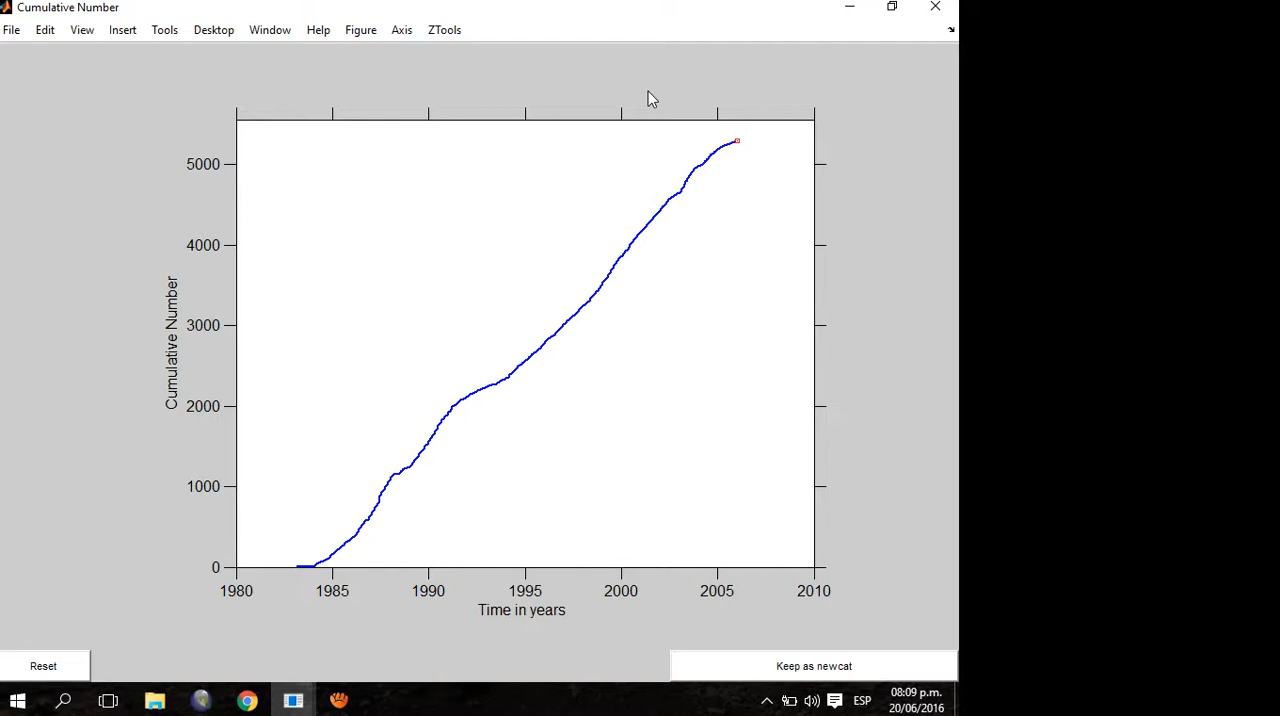 Cumulative Number
File Edit View Insert Tools Desktop Window Help Figure Axis ZTools
5000
4000
3000
2000
1000
0
Cumulative Number
1980 1985 1990 1995 2000 2005 2010
Time in years
Reset Keep as newcat
ESP
08:09 p.m.
20/06/2016